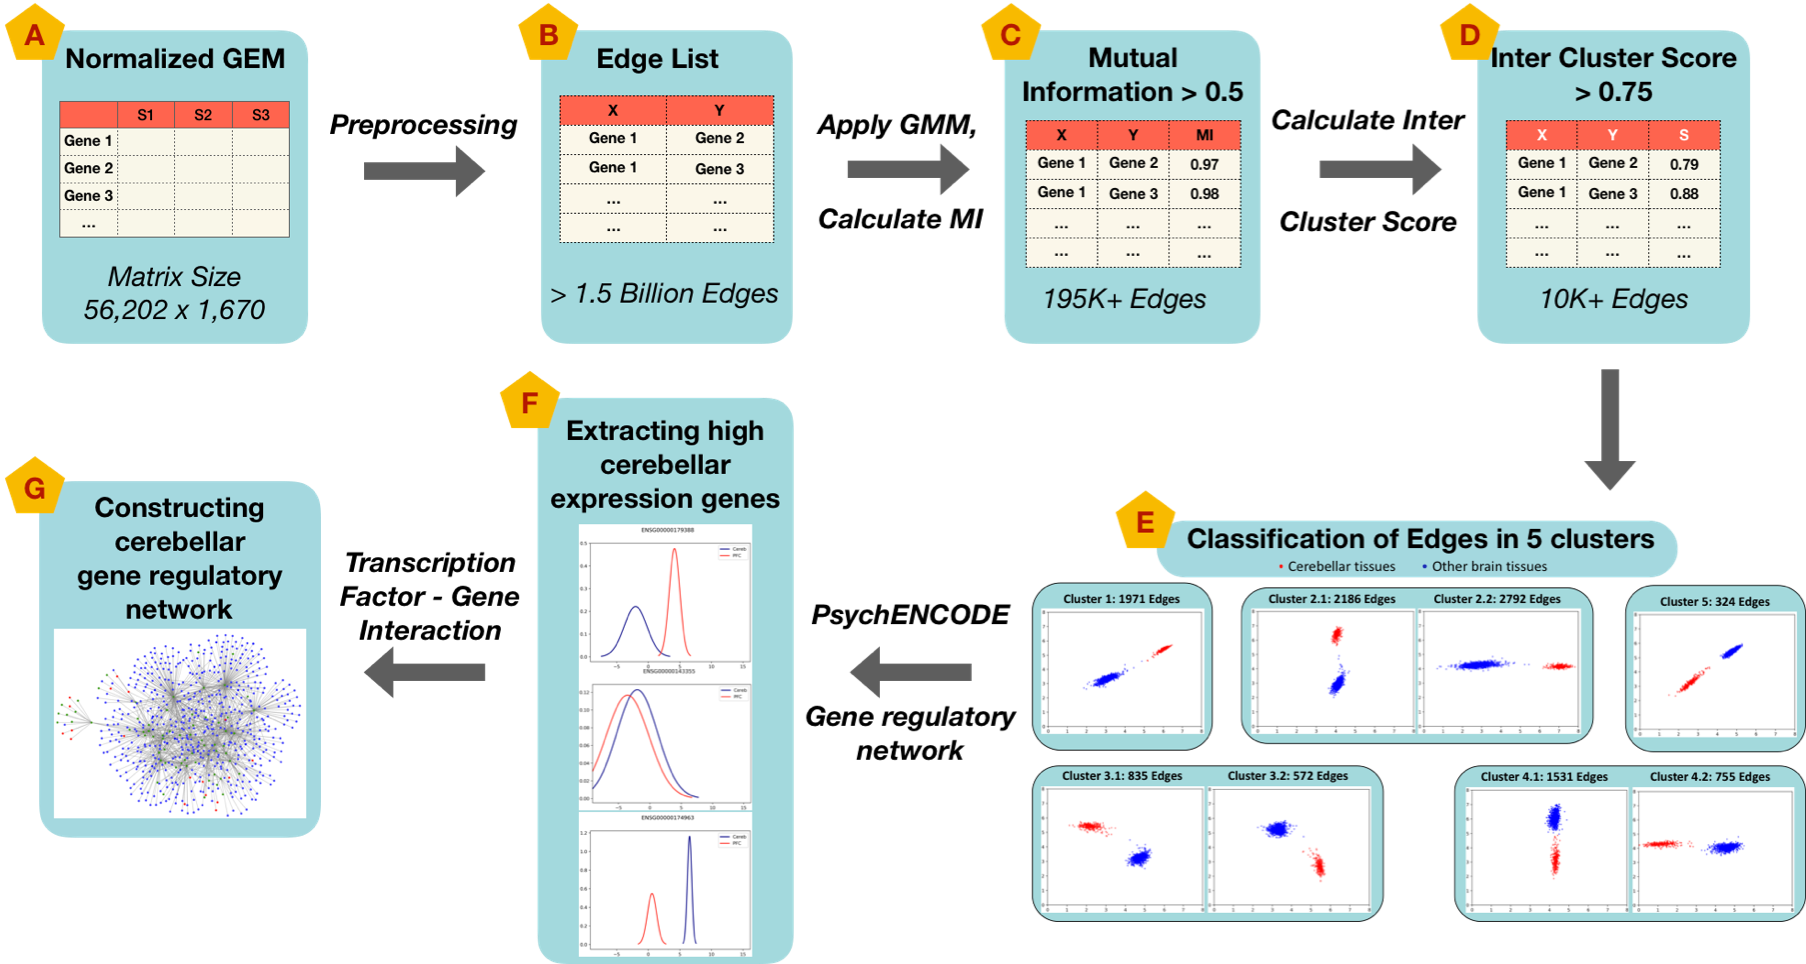 A
Normalized GEM
S1 S2 S3
Gene 1
Gene 2
Gene 3
...
Matrix Size
56,202 x 1,670
Preprocessing
B
Edge List
X Y
Gene 1 Gene 2
Gene 1 Gene 3
... ...
... ...
> 1.5 Billion Edges
Apply GMM,
Calculate MI
C
Mutual
Information > 0.5
X Y MI
Gene 1 Gene 2 0.97
Gene 1 Gene 3 0.98
... ... ...
... ... ...
195K+ Edges
Calculate Inter
Cluster Score
D
Inter Cluster Score
> 0.75
X Y S
Gene 1 Gene 2 0.79
Gene 1 Gene 3 0.88
... ... ...
... ... ...
10K+ Edges
E
Classification of Edges in 5 clusters
Cerebellar tissues Other brain tissues
Cluster 1: 1971 Edges
Cluster 2.1: 2186 Edges
Cluster 2.2: 2792 Edges
Cluster 5: 324 Edges
Cluster 3.1: 835 Edges
Cluster 3.2: 572 Edges
Cluster 4.1: 1531 Edges
Cluster 4.2: 755 Edges
PsychENCODE
Gene regulatory
network
F
Extracting high
cerebellar
expression genes
ENSG00000179388
Cereb
PFC
ENSG00000143355
Cereb
PFC
ENSG00000174963
Cereb
PFC
Transcription
Factor - Gene
Interaction
G
Constructing
cerebellar
gene regulatory
network